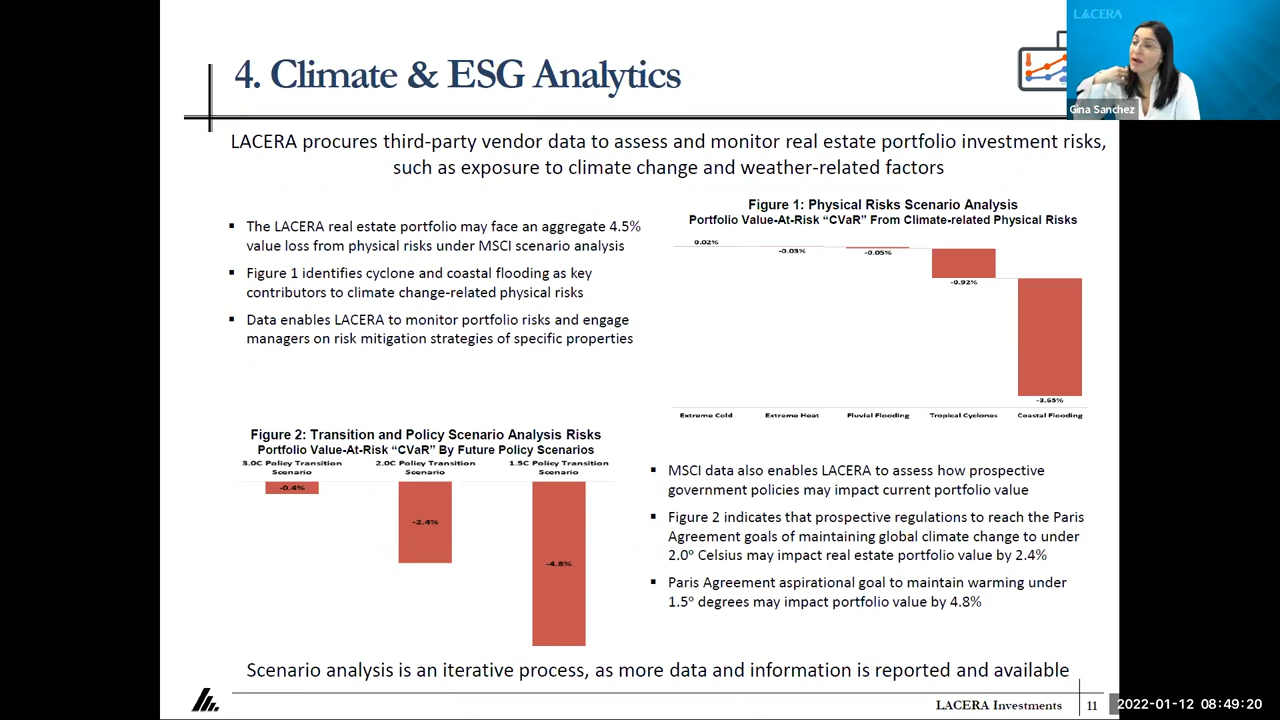 LACERA
Gina Sanchez
4. Climate & ESG Analytics
LACERA procures third-party vendor data to assess and monitor real estate portfolio investment risks,
such as exposure to climate change and weather-related factors
▪ The LACERA real estate portfolio may face an aggregate 4.5%
value loss from physical risks under MSCI scenario analysis
▪ Figure 1 identifies cyclone and coastal flooding as key
contributors to climate change-related physical risks
▪ Data enables LACERA to monitor portfolio risks and engage
managers on risk mitigation strategies of specific properties
Figure 1: Physical Risks Scenario Analysis
Portfolio Value-At-Risk “CVaR” From Climate-related Physical Risks
0.02%
-0.03%
-0.05%
-0.92%
-3.65%
Extreme Cold
Extreme Heat
Fluvial Flooding
Tropical Cyclones
Coastal Flooding
Figure 2: Transition and Policy Scenario Analysis Risks
Portfolio Value-At-Risk “CVaR” By Future Policy Scenarios
3.0C Policy Transition
Scenario
2.0C Policy Transition
Scenario
1.5C Policy Transition
Scenario
-0.4%
-2.4%
-4.8%
▪ MSCI data also enables LACERA to assess how prospective
government policies may impact current portfolio value
▪ Figure 2 indicates that prospective regulations to reach the Paris
Agreement goals of maintaining global climate change to under
2.0º Celsius may impact real estate portfolio value by 2.4%
▪ Paris Agreement aspirational goal to maintain warming under
1.5º degrees may impact portfolio value by 4.8%
Scenario analysis is an iterative process, as more data and information is reported and available
LACERA Investments
11
2022-01-12 08:49:20